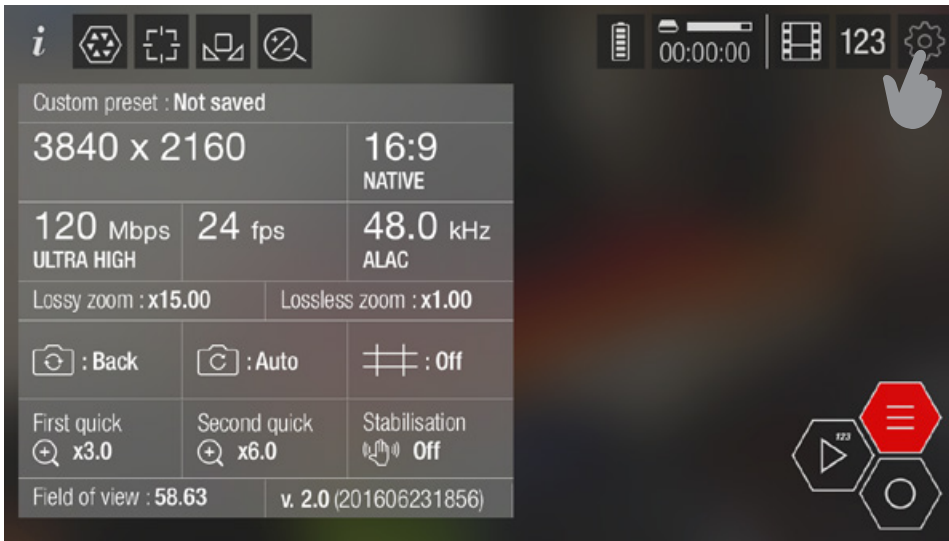 i
00:00:00
123
Custom preset : Not saved
3840 x 2160
16:9
NATIVE
120 Mbps
ULTRA HIGH
24 fps
48.0 kHz
ALAC
Lossy zoom : x15.00
Lossless zoom : x1.00
: Back
: Auto
: Off
First quick
x3.0
Second quick
x6.0
Stabilisation
Off
Field of view : 58.63
v. 2.0 (201606231856)
123